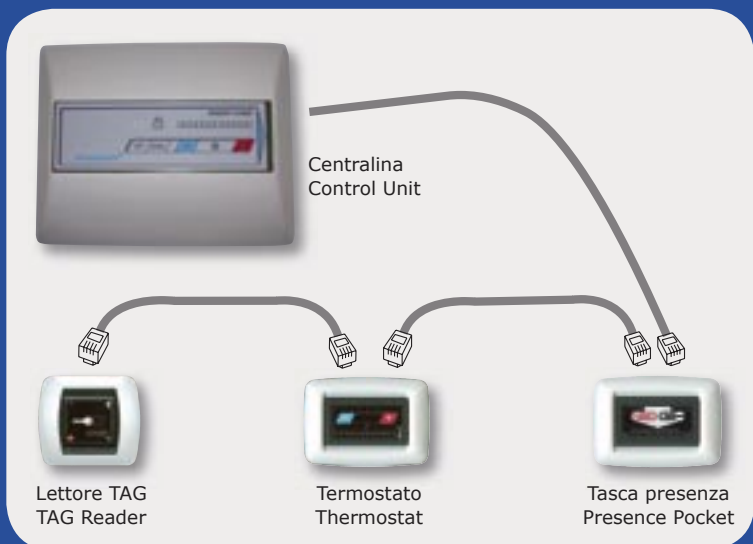 Centralina
Control Unit
Lettore TAG
TAG Reader
Termostato
Thermostat
Tasca presenza
Presence Pocket